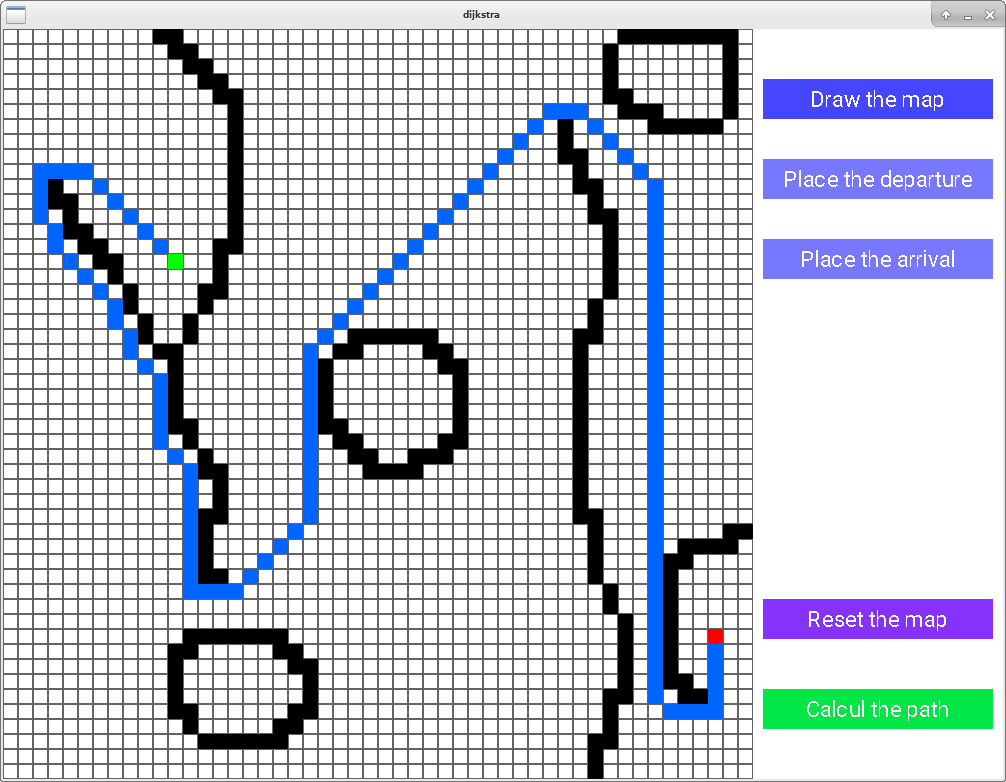 dijkstra
Draw the map
Place the departure
Place the arrival
Reset the map
Calcul the path